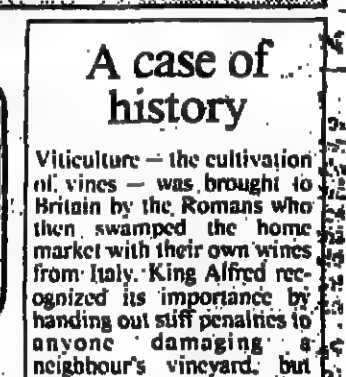 A case of
history
Viticulture — the cultivation
of vines — was brought to
Britain by the Romans who
then swamped the home
market with their own wines
from Italy. King Alfred rec-
ognized its importance by
handing out stiff penalties to
anyone damaging a
neighbour's vineyard, but